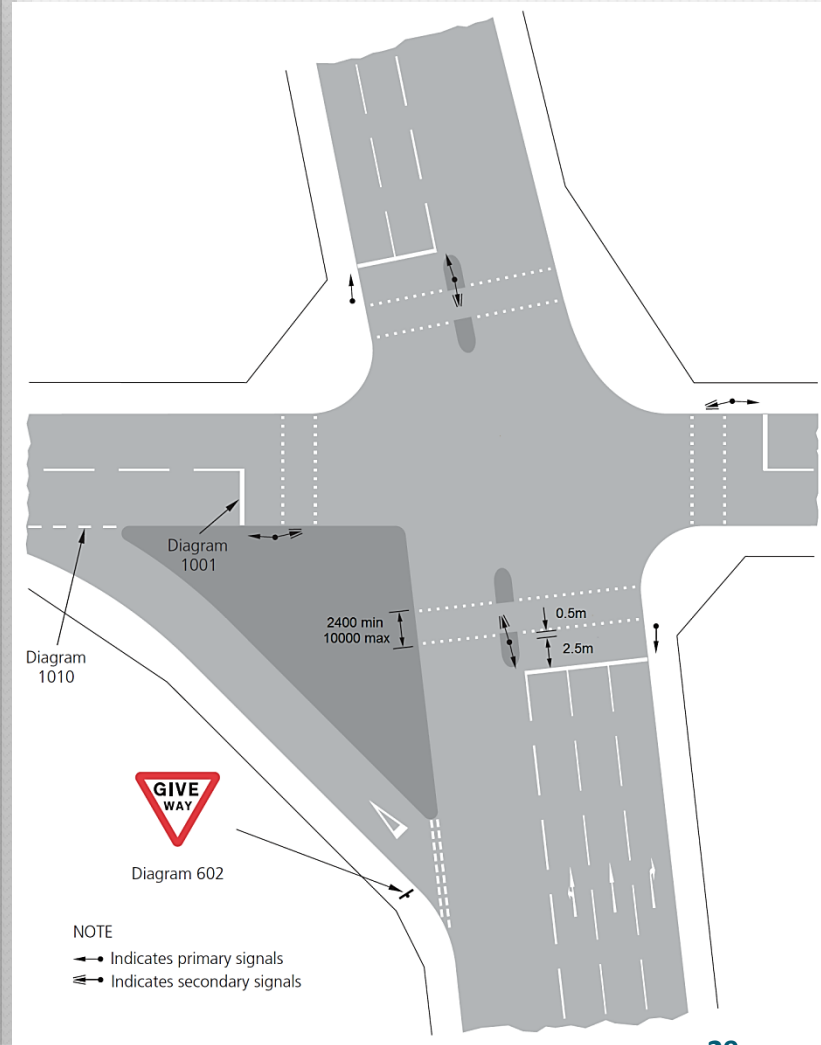 Diagram
1001
2400 min
10000 max
0.5m
2.5m
Diagram
1010
GIVE
WAY
Diagram 602
NOTE
Indicates primary signals
Indicates secondary signals